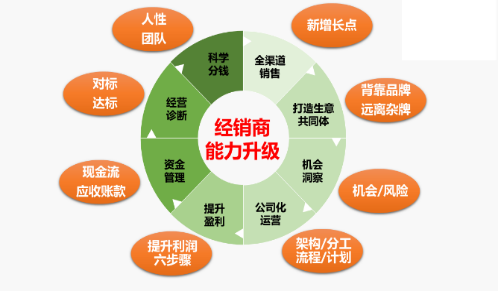 人性
团队
新增长点
科学
分钱
全渠道
销售
对标
达标
经营
诊断
打造生意
共同体
背靠品牌
远离杂牌
经销商
能力升级
资金
管理
机会
洞察
现金流
应收账款
机会/风险
提升
盈利
公司化
运营
提升利润
六步骤
架构/分工
流程/计划